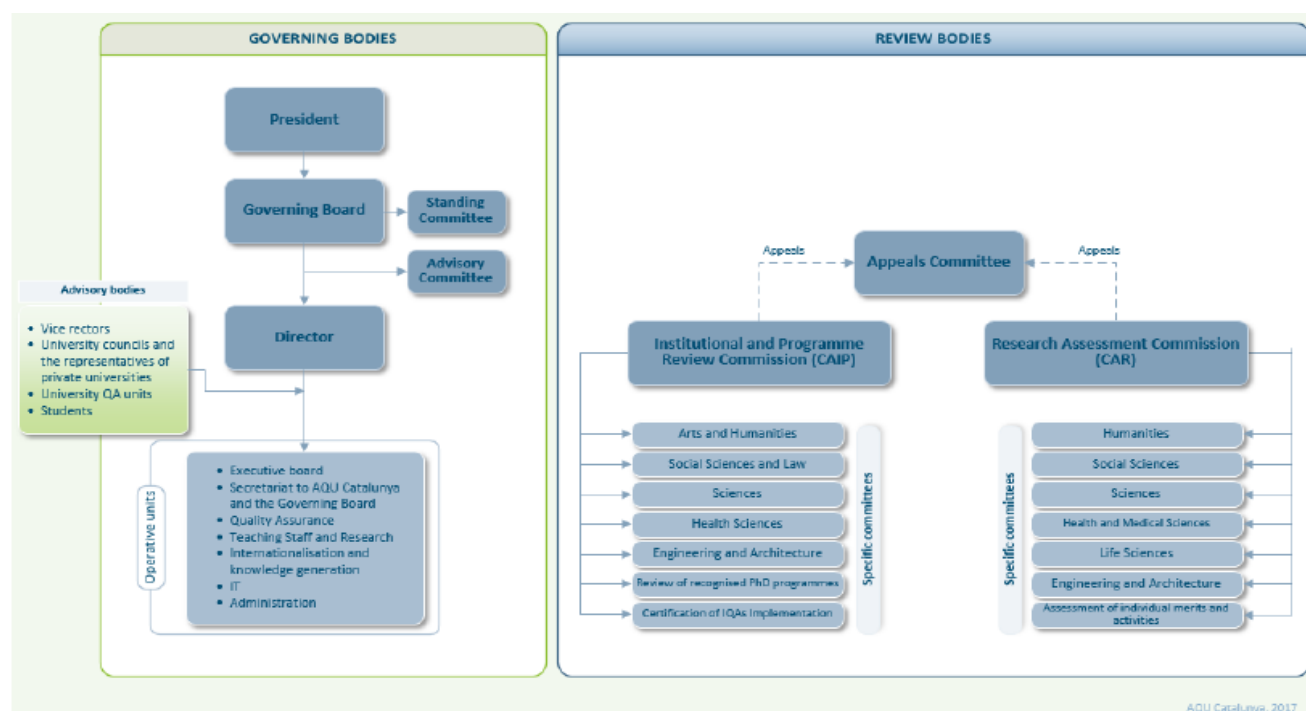 GOVERNING BODIES
President
Governing Board
Standing
Committee
Advisory
Committee
Director
Advisory bodies
• Vice rectors
• University councils and
the representatives of
private universities
• University QA units
• Students
Operative units
• Executive board
• Secretariat to AQU Catalunya
and the Governing Board
• Quality Assurance
• Teaching Staff and Research
• Internationalisation and
knowledge generation
• IT
• Administration
REVIEW BODIES
Appeals
Appeals Committee
Appeals
Institutional and Programme
Review Commission (CAIP)
Arts and Humanities
Social Sciences and Law
Sciences
Health Sciences
Engineering and Architecture
Review of recognised PhD programmes
Certification of IQAs Implementation
Specific committees
Research Assessment Commission
(CAR)
Specific committees
Humanities
Social Sciences
Sciences
Health and Medical Sciences
Life Sciences
Engineering and Architecture
Assessment of individual merits and
activities
AQU Catalunya, 2017